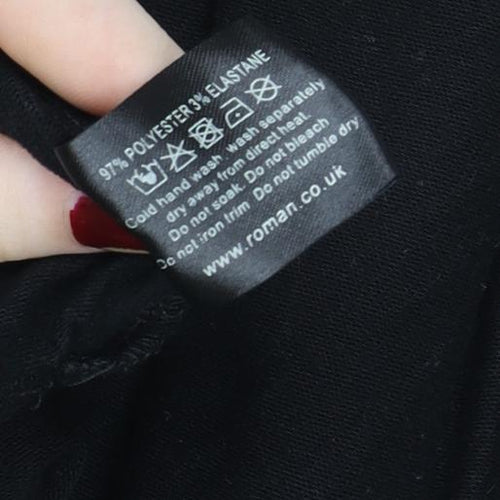 97% POLYESTER 3% ELASTANE
Cold hand wash wash separately
dry away from direct heat.
Do not soak. Do not bleach
Do not iron trim Do not tumble dry
www.roman.co.uk